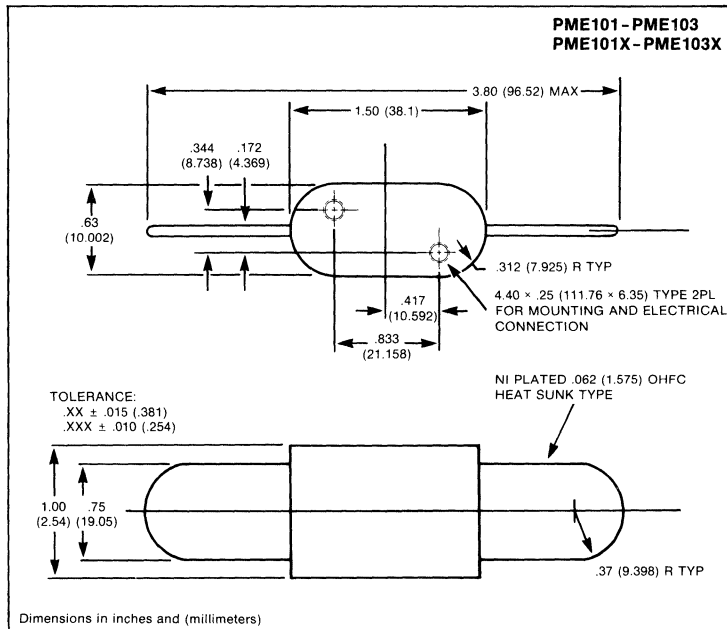 PME101-PME103
PME101X-PME103X
3.80 (96.52) MAX
1.50 (38.1)
.344
(8.738)
.172
(4.369)
.63
(10.002)
.312 (7.925) R TYP
4.40 × .25 (111.76 × 6.35) TYPE 2PL
FOR MOUNTING AND ELECTRICAL
CONNECTION
.417
(10.592)
.833
(21.158)
NI PLATED .062 (1.575) OHFC
HEAT SUNK TYPE
TOLERANCE:
.XX ± .015 (.381)
.XXX ± .010 (.254)
1.00
(2.54)
.75
(19.05)
.37 (9.398) R TYP
Dimensions in inches and (millimeters)